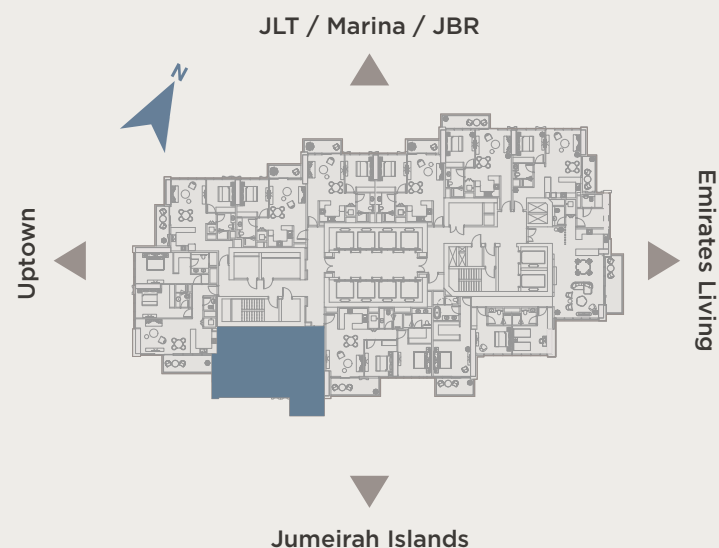 JLT / Marina / JBR
N
Uptown
Emirates Living
Jumeirah Islands